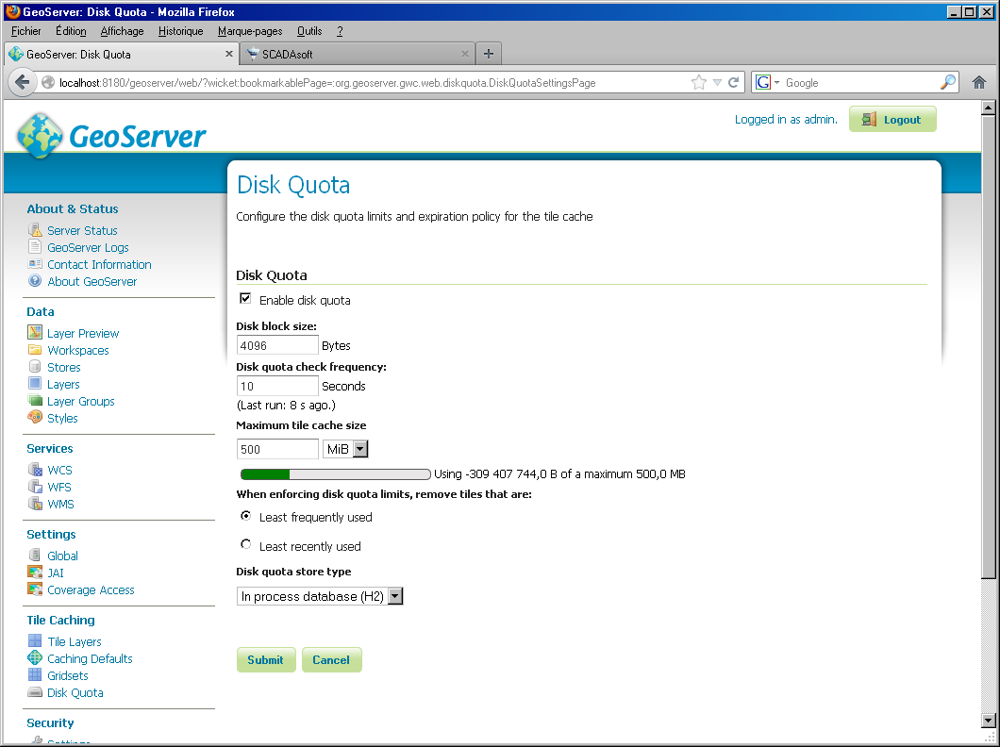 GeoServer: Disk Quota - Mozilla Firefox
Fichier Édition Affichage Historique Marque-pages Outils ?
GeoServer: Disk Quota SCADAsoft
localhost:8180/geoserver/web/?wicket:bookmarkablePage=:org.geoserver.gwc.web.diskquota.DiskQuotaSettingsPage Google
GeoServer
Logged in as admin. Logout
About & Status
Server Status
GeoServer Logs
Contact Information
About GeoServer
Data
Layer Preview
Workspaces
Stores
Layers
Layer Groups
Styles
Services
WCS
WFS
WMS
Settings
Global
JAI
Coverage Access
Tile Caching
Tile Layers
Caching Defaults
Gridsets
Disk Quota
Security
Settings
Disk Quota
Configure the disk quota limits and expiration policy for the tile cache
Disk Quota
Enable disk quota
Disk block size:
4096 Bytes
Disk quota check frequency:
10 Seconds
(Last run: 8 s ago.)
Maximum tile cache size
500 MiB
Using -309 407 744,0 B of a maximum 500,0 MB
When enforcing disk quota limits, remove tiles that are:
Least frequently used
Least recently used
Disk quota store type
In process database (H2)
Submit Cancel